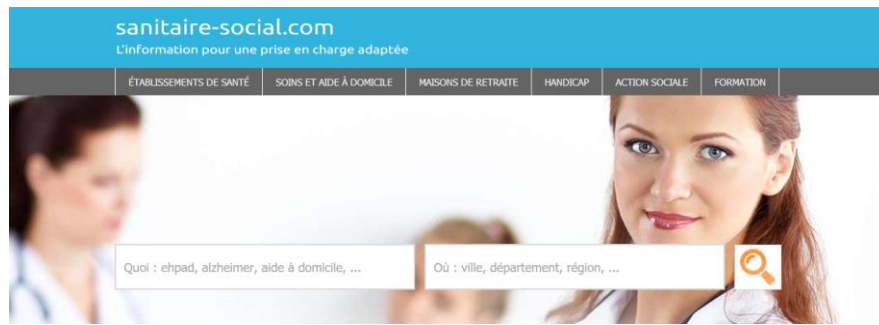 sanitaire-social.com
L'information pour une prise en charge adaptée
ÉTABLISSEMENTS DE SANTÉ SOINS ET AIDE À DOMICILE MAISONS DE RETRAITE HANDICAP ACTION SOCIALE FORMATION
Quoi : ehpad, alzheimer, aide à domicile, ... Où : ville, département, région, ...